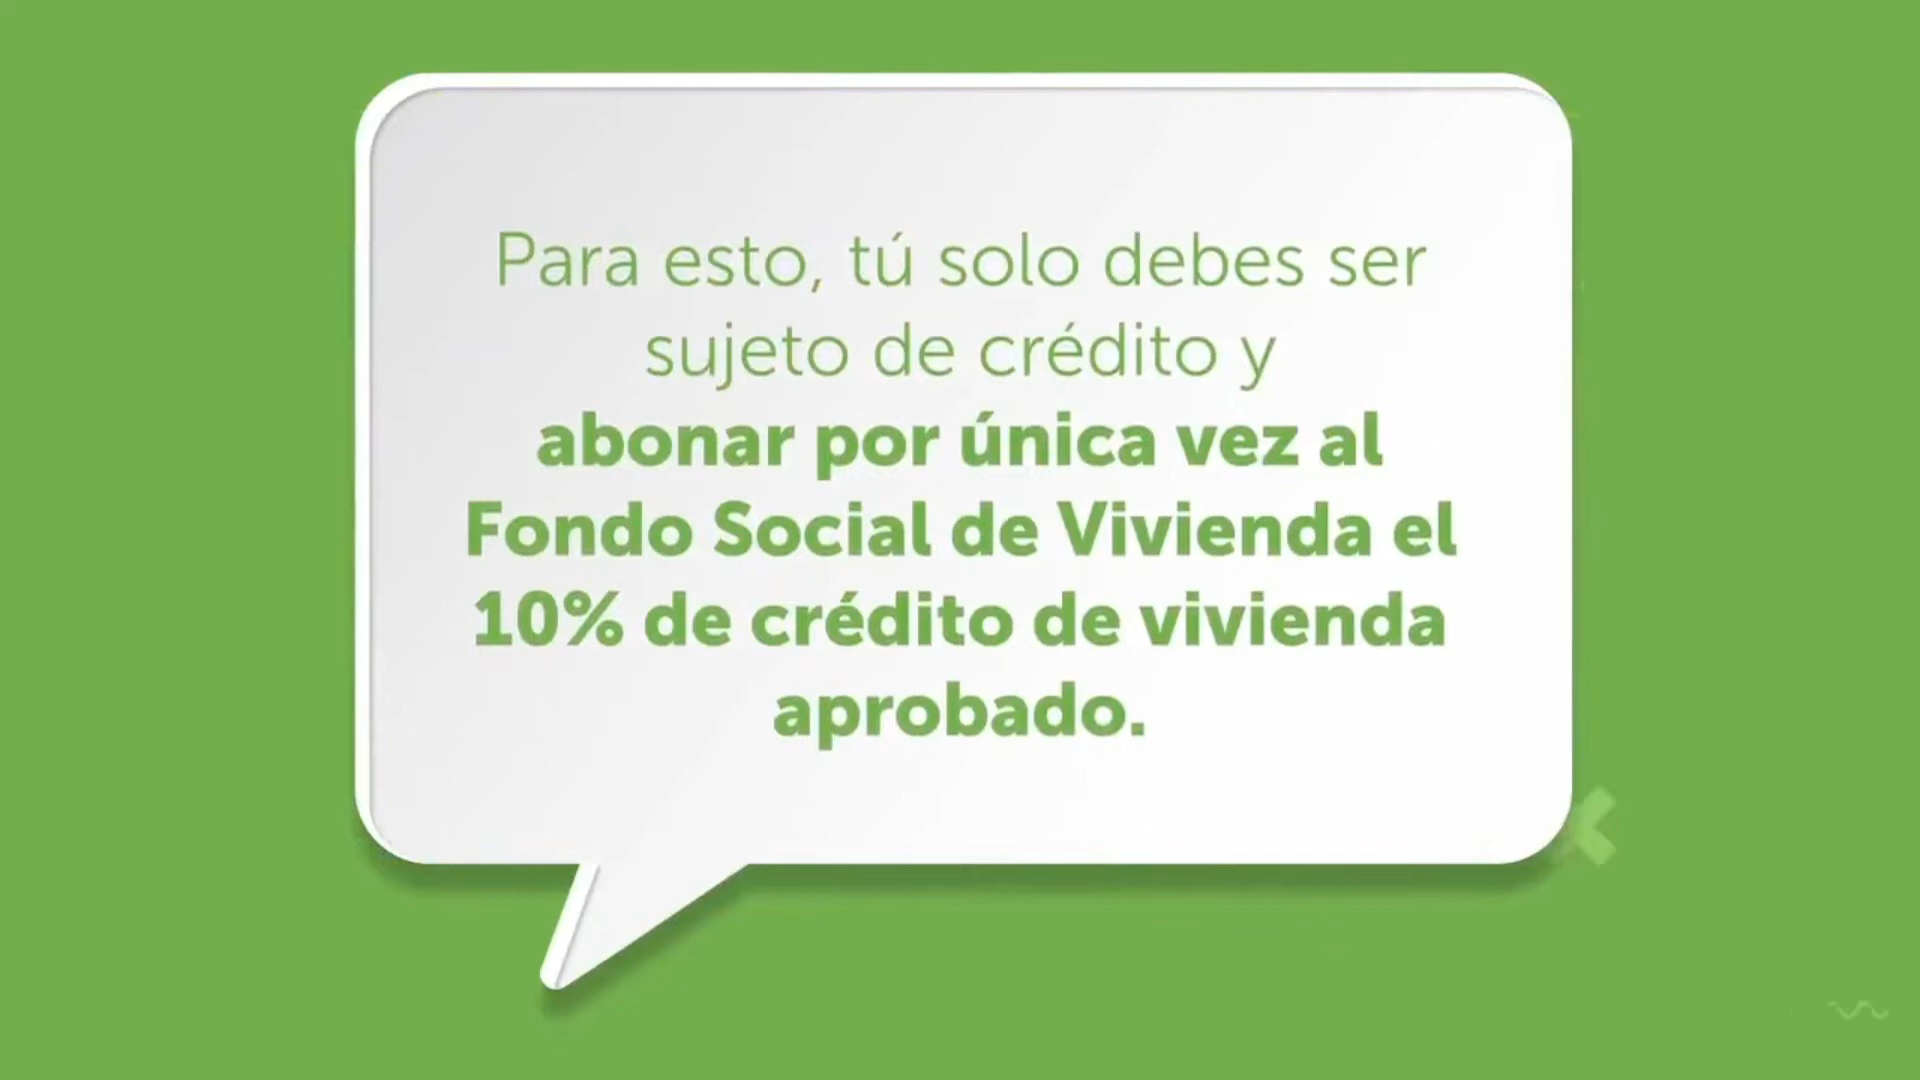 Para esto, tú solo debes ser
sujeto de crédito y
abonar por única vez al
Fondo Social de Vivienda el
10% de crédito de vivienda
aprobado.